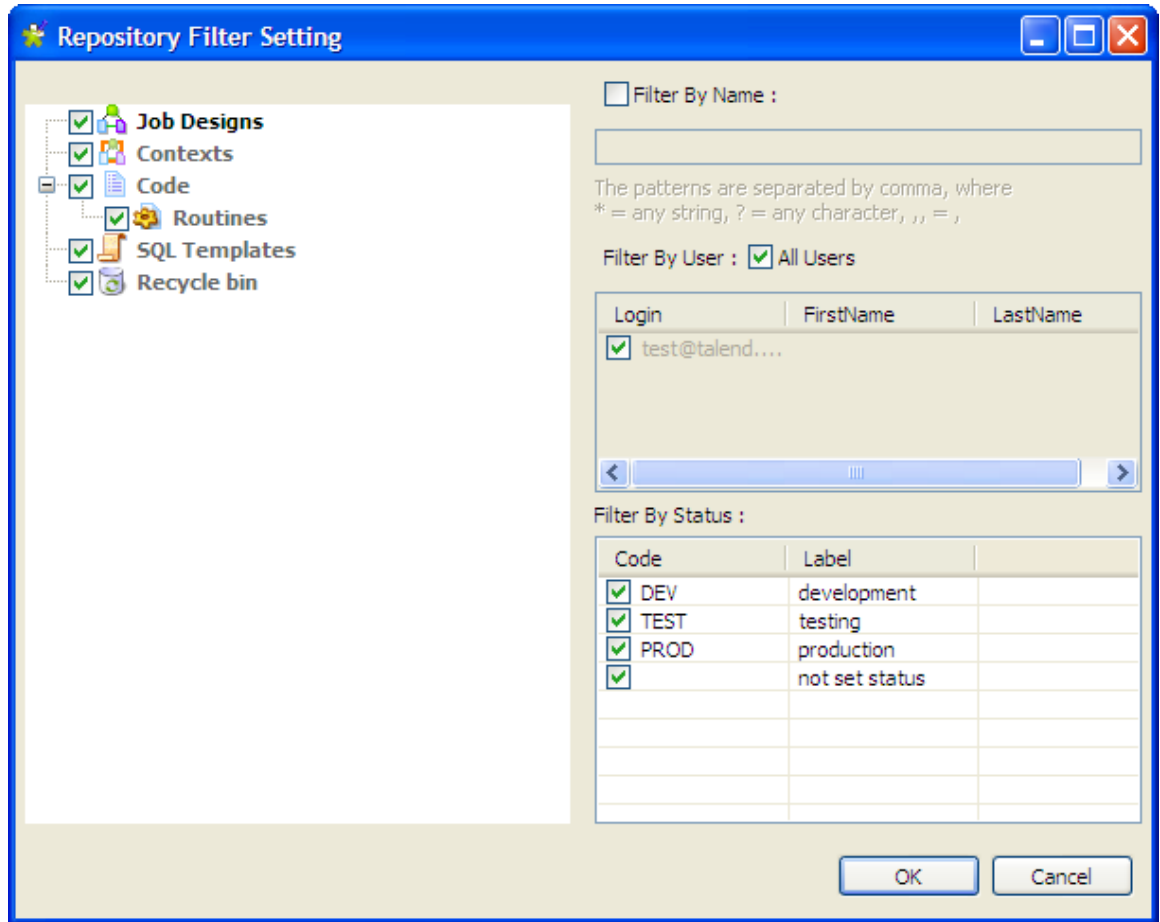 Repository Filter Setting
Job Designs
Contexts
Code
Routines
SQL Templates
Recycle bin
Filter By Name :
The patterns are separated by comma, where
* = any string, ? = any character, ,, = ,
Filter By User : All Users
Login FirstName LastName
test@talend....
Filter By Status :
Code Label
DEV development
TEST testing
PROD production
not set status
OK Cancel